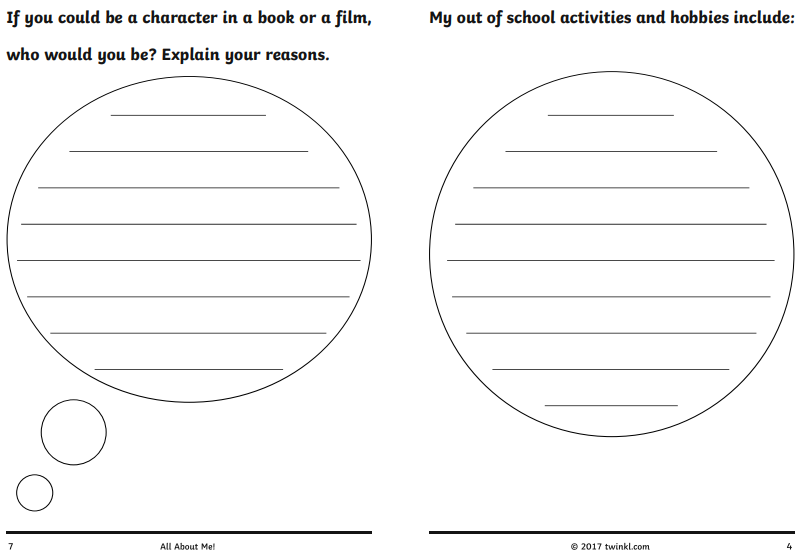 If you could be a character in a book or a film,
who would you be? Explain your reasons.
7
All About Me!
My out of school activities and hobbies include:
© 2017 twinkl.com
4